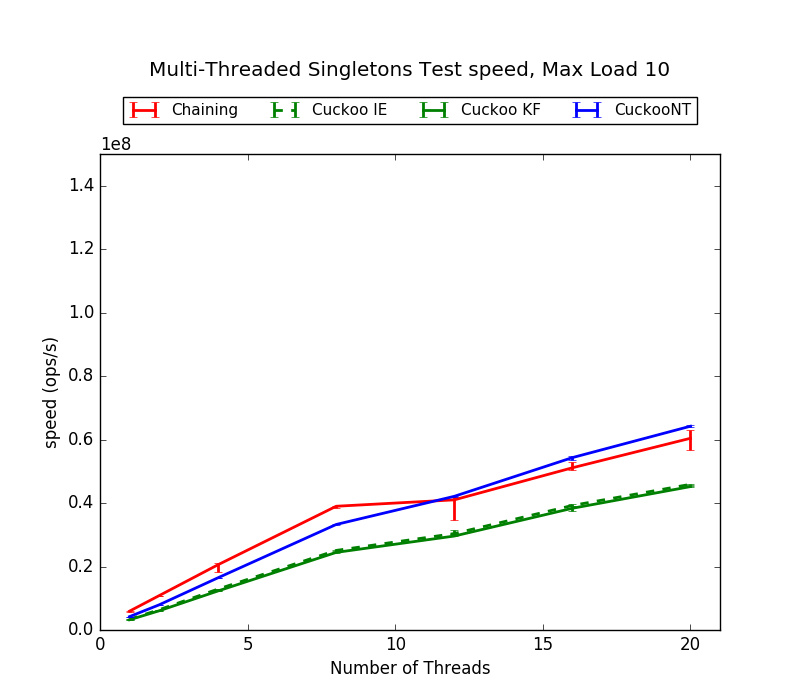 Multi-Threaded Singletons Test speed, Max Load 10
Chaining Cuckoo IE Cuckoo KF CuckooNT
1e8
1.4
1.2
1.0
0.8
0.6
0.4
0.2
0.0
speed (ops/s)
0 5 10 15 20
Number of Threads